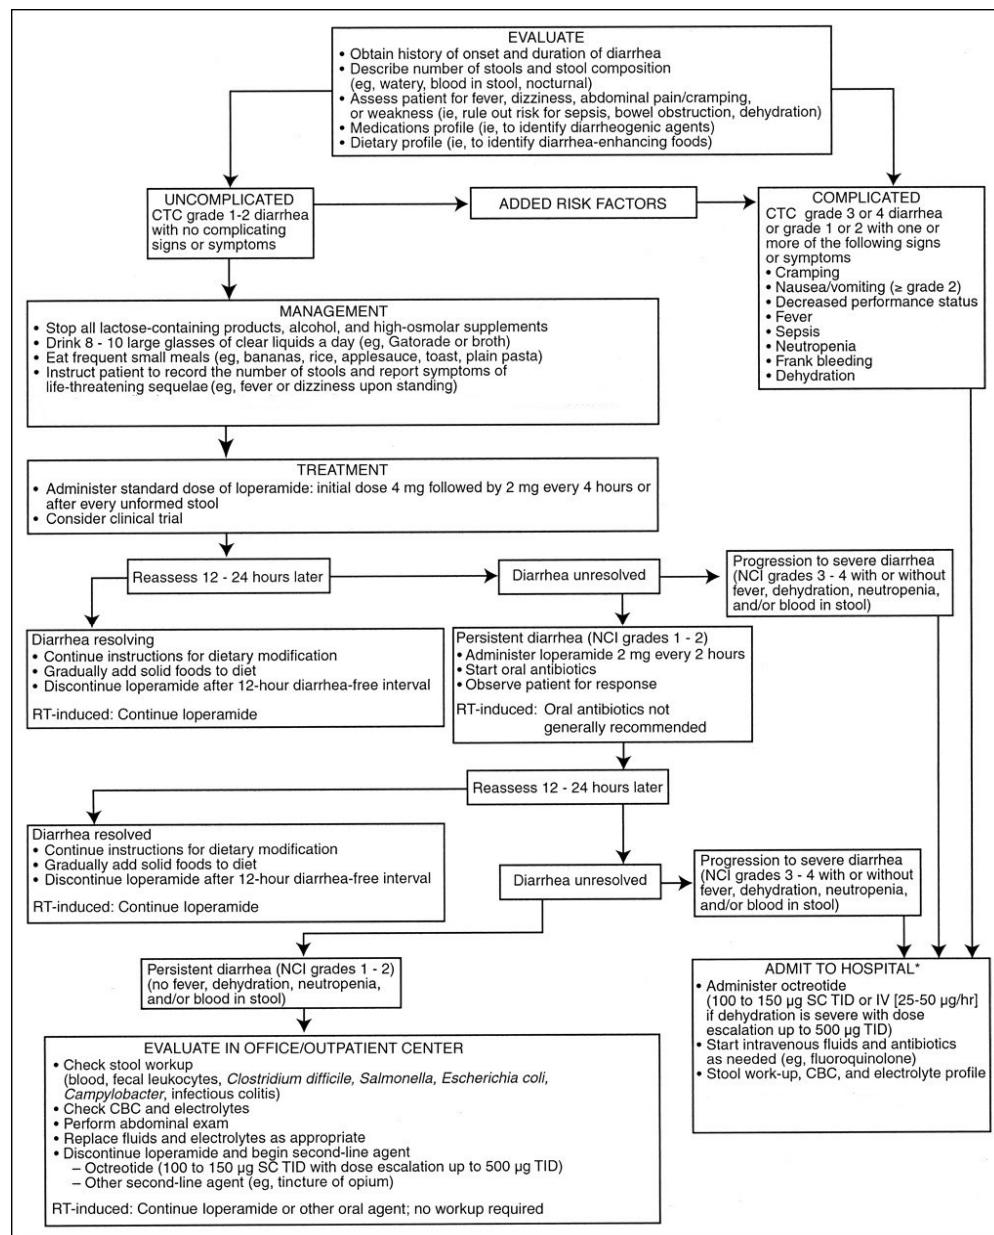 EVALUATE
• Obtain history of onset and duration of diarrhea
• Describe number of stools and stool composition
(eg, watery, blood in stool, nocturnal)
• Assess patient for fever, dizziness, abdominal pain/cramping,
or weakness (ie, rule out risk for sepsis, bowel obstruction, dehydration)
• Medications profile (ie, to identify diarrheogenic agents)
• Dietary profile (ie, to identify diarrhea-enhancing foods)
UNCOMPLICATED
CTC grade 1-2 diarrhea
with no complicating
signs or symptoms
ADDED RISK FACTORS
COMPLICATED
CTC grade 3 or 4 diarrhea
or grade 1 or 2 with one or
more of the following signs
or symptoms
• Cramping
• Nausea/vomiting (≥ grade 2)
• Decreased performance status
• Fever
• Sepsis
• Neutropenia
• Frank bleeding
• Dehydration
MANAGEMENT
• Stop all lactose-containing products, alcohol, and high-osmolar supplements
• Drink 8 - 10 large glasses of clear liquids a day (eg, Gatorade or broth)
• Eat frequent small meals (eg, bananas, rice, applesauce, toast, plain pasta)
• Instruct patient to record the number of stools and report symptoms of
life-threatening sequelae (eg, fever or dizziness upon standing)
TREATMENT
• Administer standard dose of loperamide: initial dose 4 mg followed by 2 mg every 4 hours or
after every unformed stool
• Consider clinical trial
Reassess 12 - 24 hours later
Diarrhea unresolved
Progression to severe diarrhea
(NCI grades 3 - 4 with or without
fever, dehydration, neutropenia,
and/or blood in stool)
Diarrhea resolving
• Continue instructions for dietary modification
• Gradually add solid foods to diet
• Discontinue loperamide after 12-hour diarrhea-free interval
RT-induced: Continue loperamide
Persistent diarrhea (NCI grades 1 - 2)
• Administer loperamide 2 mg every 2 hours
• Start oral antibiotics
• Observe patient for response
RT-induced: Oral antibiotics not
generally recommended
Reassess 12 - 24 hours later
Diarrhea resolved
• Continue instructions for dietary modification
• Gradually add solid foods to diet
• Discontinue loperamide after 12-hour diarrhea-free interval
RT-induced: Continue loperamide
Diarrhea unresolved
Progression to severe diarrhea
(NCI grades 3 - 4 with or without
fever, dehydration, neutropenia,
and/or blood in stool)
Persistent diarrhea (NCI grades 1 - 2)
(no fever, dehydration, neutropenia,
and/or blood in stool)
ADMIT TO HOSPITAL*
• Administer octreotide
(100 to 150 µg SC TID or IV [25-50 µg/hr]
if dehydration is severe with dose
escalation up to 500 µg TID)
• Start intravenous fluids and antibiotics
as needed (eg, fluoroquinolone)
• Stool work-up, CBC, and electrolyte profile
EVALUATE IN OFFICE/OUTPATIENT CENTER
• Check stool workup
(blood, fecal leukocytes, Clostridium difficile, Salmonella, Escherichia coli,
Campylobacter, infectious colitis)
• Check CBC and electrolytes
• Perform abdominal exam
• Replace fluids and electrolytes as appropriate
• Discontinue loperamide and begin second-line agent
– Octreotide (100 to 150 µg SC TID with dose escalation up to 500 µg TID)
– Other second-line agent (eg, tincture of opium)
RT-induced: Continue loperamide or other oral agent; no workup required